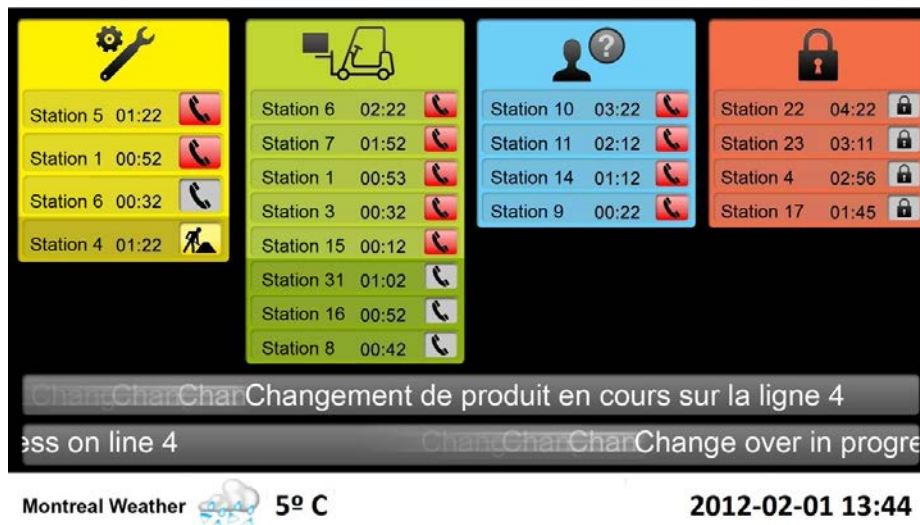 ?
Station 5 01:22
Station 1 00:52
Station 6 00:32
Station 4 01:22
Station 6 02:22
Station 7 01:52
Station 1 00:53
Station 3 00:32
Station 15 00:12
Station 31 01:02
Station 16 00:52
Station 8 00:42
Station 10 03:22
Station 11 02:12
Station 14 01:12
Station 9 00:22
Station 22 04:22
Station 23 03:11
Station 4 02:56
Station 17 01:45
ChangChanChanChangement de produit en cours sur la ligne 4
ess on line 4 ChangChanChanChange over in progre
Montreal Weather 5º C 2012-02-01 13:44